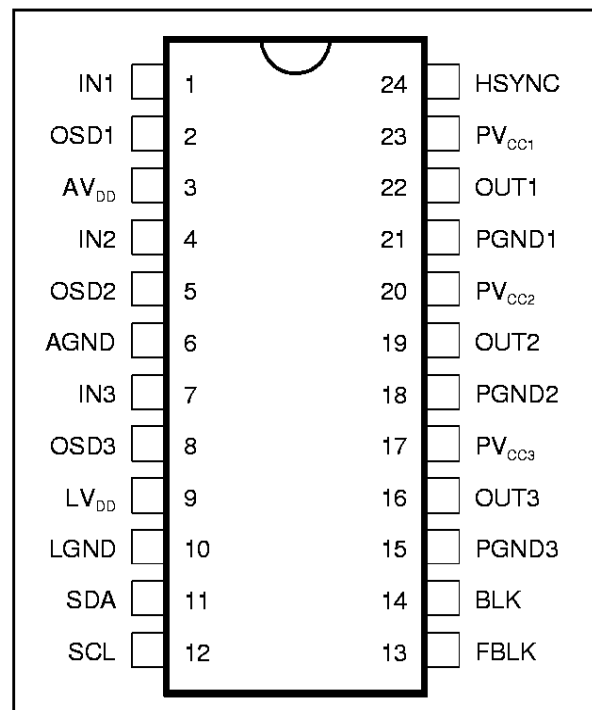 IN1 1 24 HSYNC
OSD1 2 23 PVCC1
AVDD 3 22 OUT1
IN2 4 21 PGND1
OSD2 5 20 PVCC2
AGND 6 19 OUT2
IN3 7 18 PGND2
OSD3 8 17 PVCC3
LVDD 9 16 OUT3
LGND 10 15 PGND3
SDA 11 14 BLK
SCL 12 13 FBLK